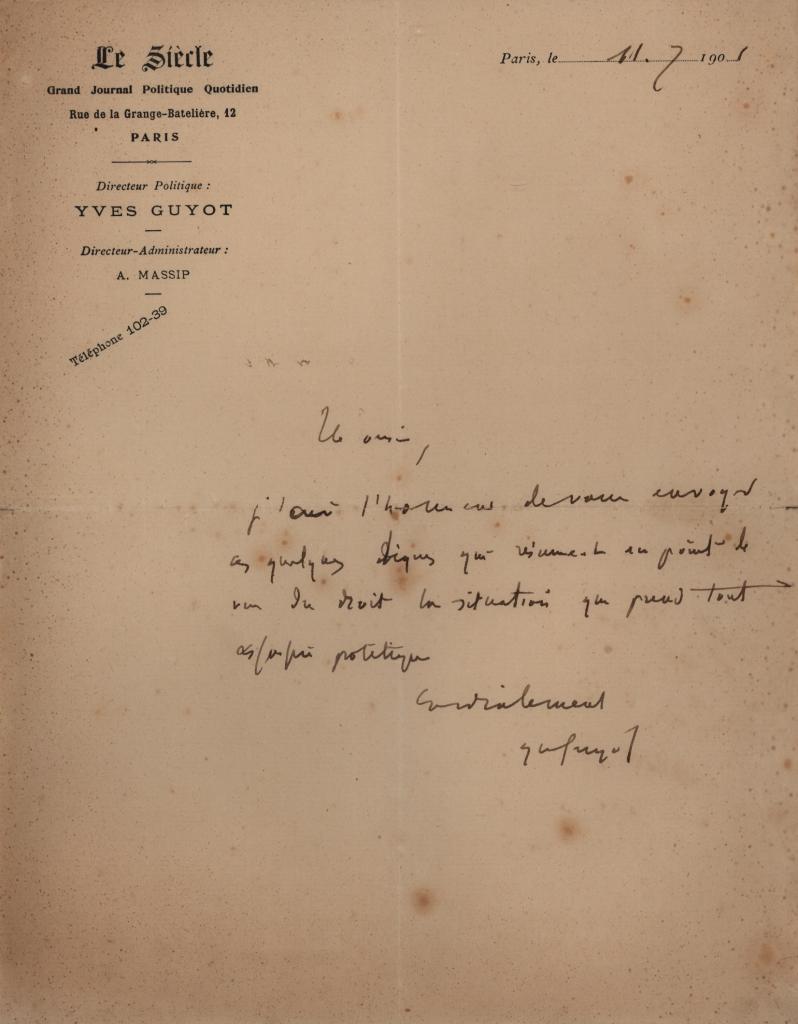 Le Siècle
Grand Journal Politique Quotidien
Rue de la Grange-Batelière, 12
PARIS
Directeur Politique :
YVES GUYOT
Directeur-Administrateur :
A. MASSIP
Téléphone 102-39
Paris, le 11.7 1901
Monsieur,
j'ai l'honneur de vous envoyer
ces quelques lignes qui résument au point de
vue du droit la situation que prend tout
politique
Cordialement
Yves Guyot